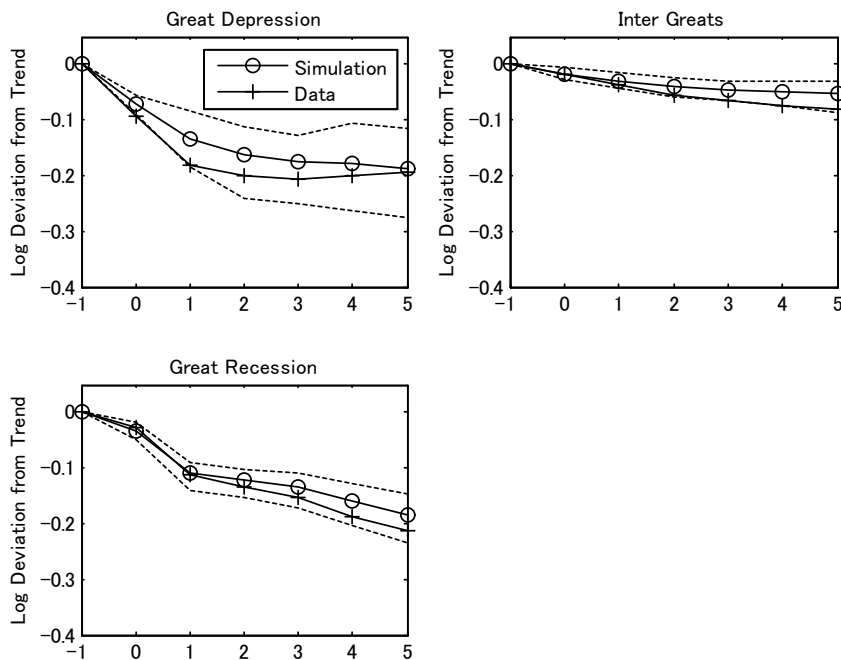 Great Depression
Log Deviation from Trend
0
−0.1
−0.2
−0.3
−0.4
−1 0 1 2 3 4 5
Simulation
Data
Inter Greats
Log Deviation from Trend
0
−0.1
−0.2
−0.3
−0.4
−1 0 1 2 3 4 5
Great Recession
Log Deviation from Trend
0
−0.1
−0.2
−0.3
−0.4
−1 0 1 2 3 4 5